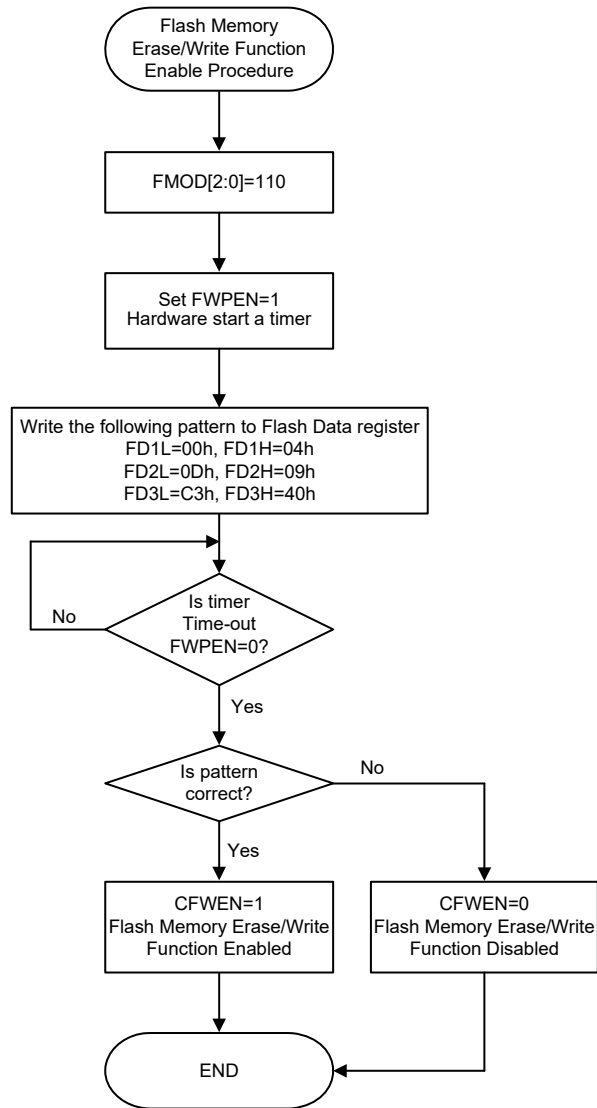 Flash Memory
Erase/Write Function
Enable Procedure
FMOD[2:0]=110
Set FWPEN=1
Hardware start a timer
Write the following pattern to Flash Data register
FD1L=00h, FD1H=04h
FD2L=0Dh, FD2H=09h
FD3L=C3h, FD3H=40h
No
Is timer
Time-out
FWPEN=0?
Yes
Is pattern
correct?
No
Yes
CFWEN=1
Flash Memory Erase/Write
Function Enabled
CFWEN=0
Flash Memory Erase/Write
Function Disabled
END